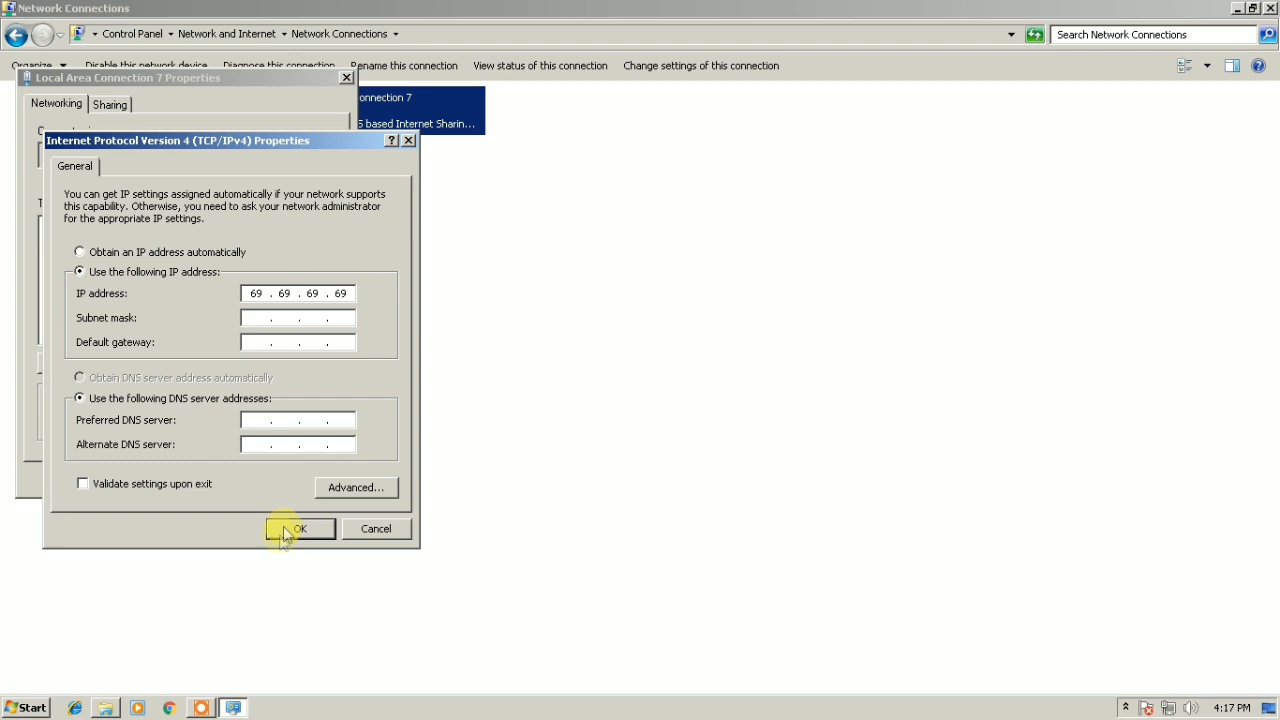 Network Connections
Control Panel Network and Internet Network Connections Search Network Connections
Organize Disable this network device Diagnose this connection Rename this connection View status of this connection Change settings of this connection
Local Area Connection 7 Properties
Networking Sharing
onnection 7
5 based Internet Sharin...
Internet Protocol Version 4 (TCP/IPv4) Properties
General
You can get IP settings assigned automatically if your network supports
this capability. Otherwise, you need to ask your network administrator
for the appropriate IP settings.
Obtain an IP address automatically
Use the following IP address:
IP address: 69 . 69 . 69 . 69
Subnet mask: . . .
Default gateway: . . .
Obtain DNS server address automatically
Use the following DNS server addresses:
Preferred DNS server: . . .
Alternate DNS server: . . .
Validate settings upon exit
Advanced...
OK Cancel
Start 4:17 PM